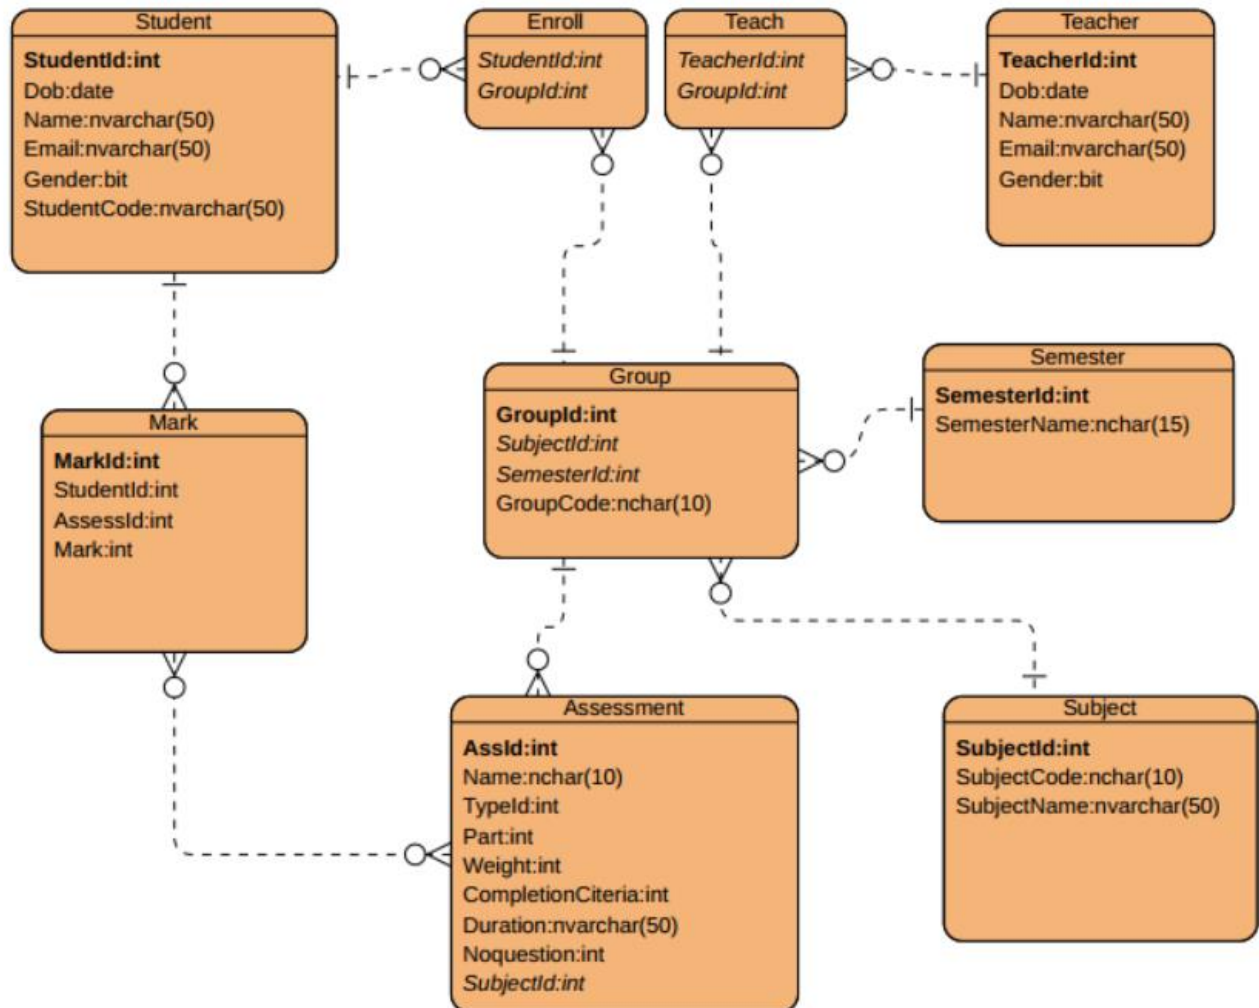 Student
StudentId:int
Dob:date
Name:nvarchar(50)
Email:nvarchar(50)
Gender:bit
StudentCode:nvarchar(50)
Enroll
StudentId:int
GroupId:int
Teach
TeacherId:int
GroupId:int
Teacher
TeacherId:int
Dob:date
Name:nvarchar(50)
Email:nvarchar(50)
Gender:bit
Mark
MarkId:int
StudentId:int
AssessId:int
Mark:int
Group
GroupId:int
SubjectId:int
SemesterId:int
GroupCode:nchar(10)
Semester
SemesterId:int
SemesterName:nchar(15)
Assessment
AssId:int
Name:nchar(10)
TypeId:int
Part:int
Weight:int
CompletionCiteria:int
Duration:nvarchar(50)
Noquestion:int
SubjectId:int
Subject
SubjectId:int
SubjectCode:nchar(10)
SubjectName:nvarchar(50)